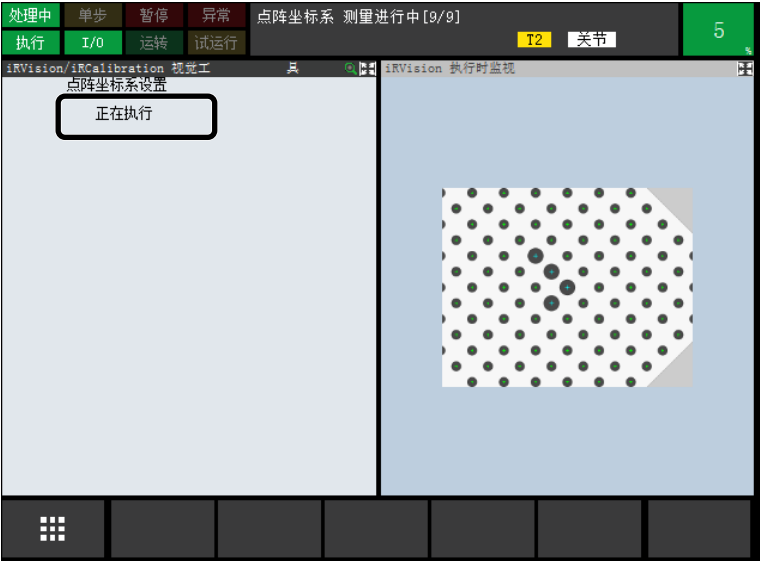 处理中 单步 暂停 异常
执行 I/0 运转 试运行
点阵坐标系 测量进行中[9/9]
T2 关节
5
%
iRVision/iRCalibration 视觉工 具
点阵坐标系设置
正在执行
iRVision 执行时监视